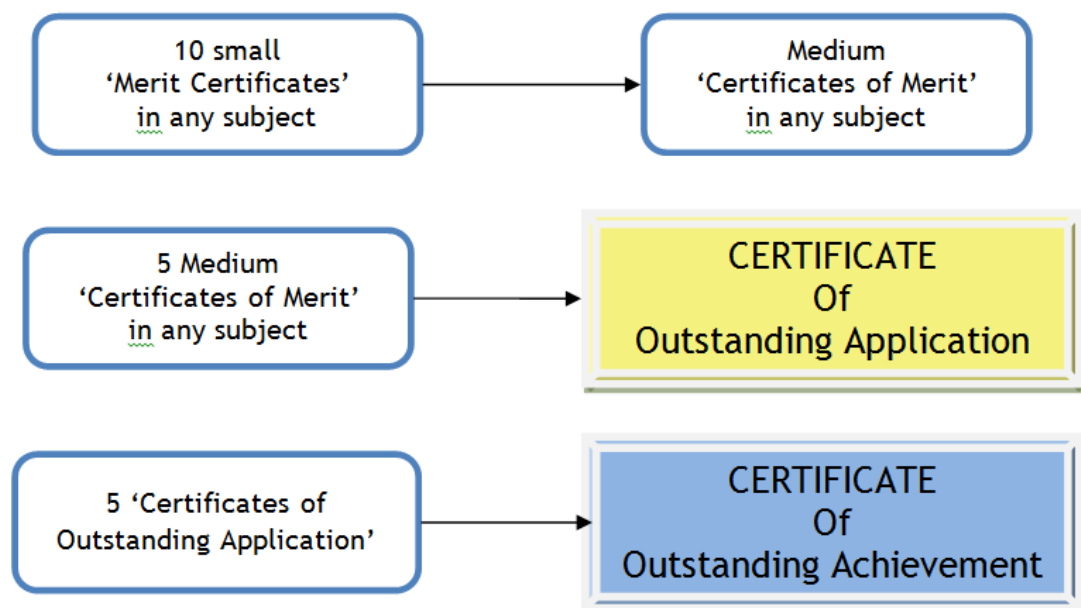 10 small
‘Merit Certificates’
in any subject
Medium
‘Certificates of Merit’
in any subject
5 Medium
‘Certificates of Merit’
in any subject
CERTIFICATE
Of
Outstanding Application
5 ‘Certificates of
Outstanding Application’
CERTIFICATE
Of
Outstanding Achievement